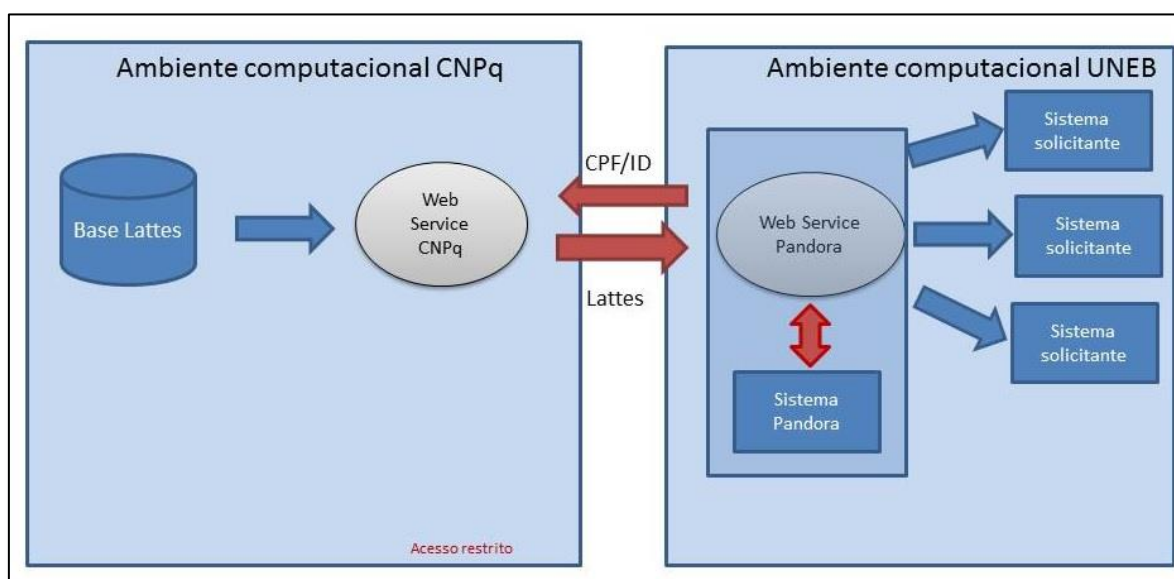 Ambiente computacional CNPq
Base Lattes
Web
Service
CNPq
Acesso restrito
CPF/ID
Lattes
Ambiente computacional UNEB
Web Service
Pandora
Sistema
Pandora
Sistema
solicitante
Sistema
solicitante
Sistema
solicitante